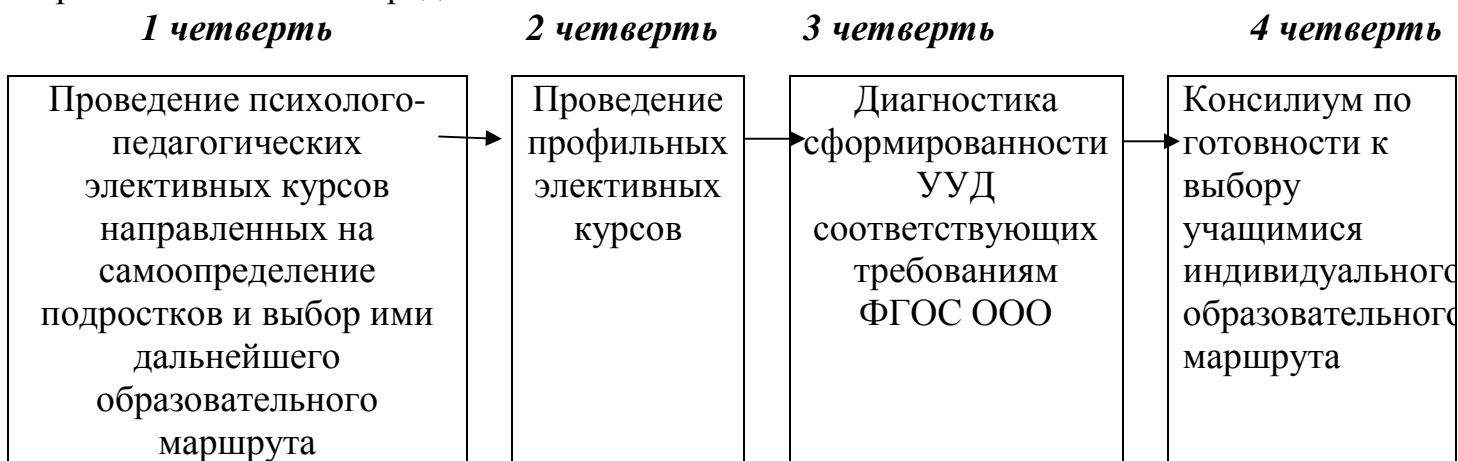 1 четверть
2 четверть
3 четверть
4 четверть
Проведение психолого-
педагогических
элективных курсов
направленных на
самоопределение
подростков и выбор ими
дальнейшего
образовательного
маршрута
Проведение
профильных
элективных
курсов
Диагностика
сформированности
УУД
соответствующих
требованиям
ФГОС ООО
Консилиум по
готовности к
выбору
учащимися
индивидуального
образовательного
маршрута